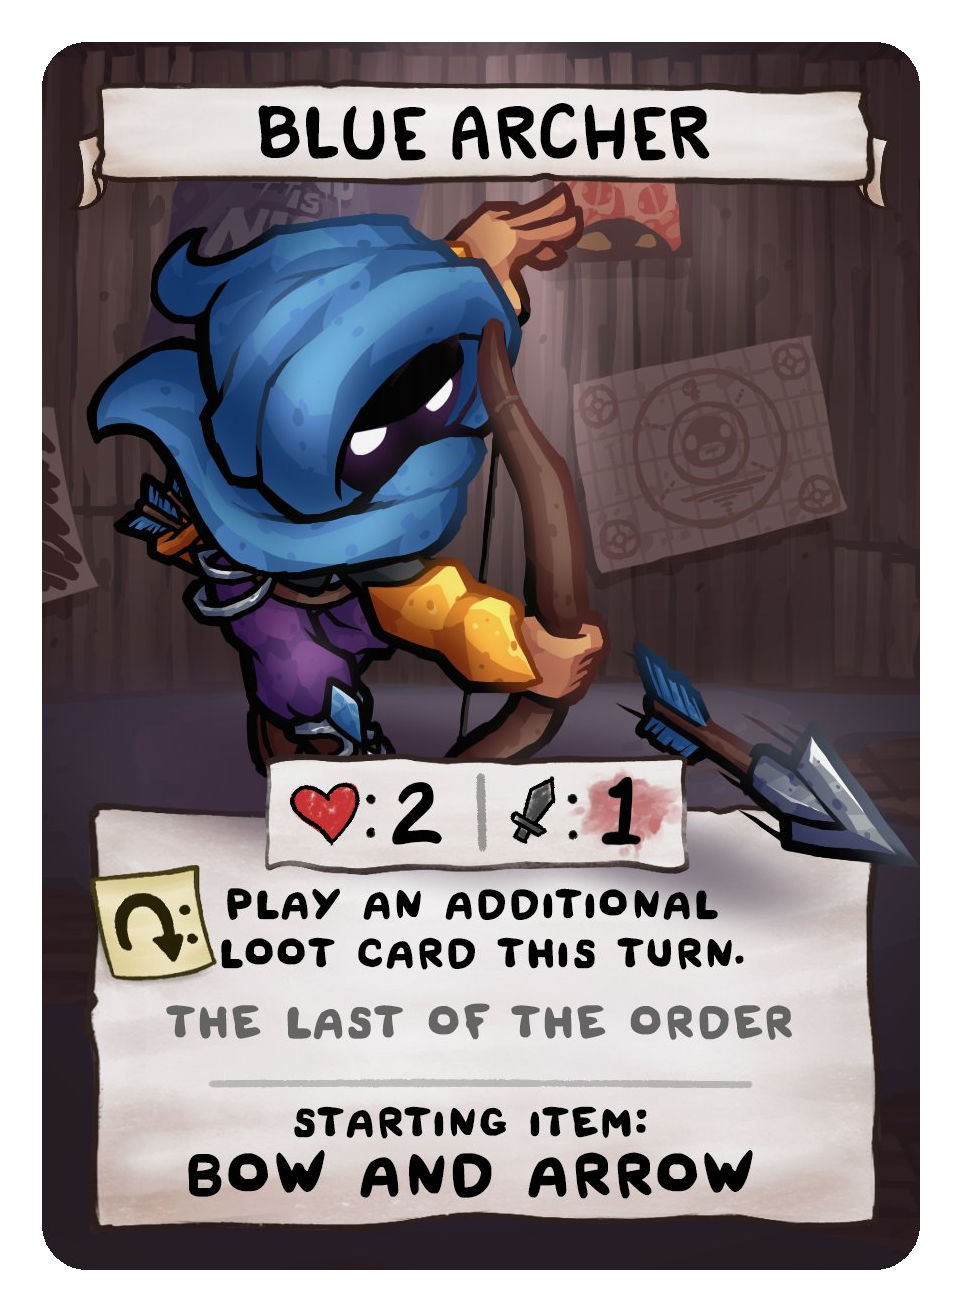 BLUE ARCHER
:2 | :1
: PLAY AN ADDITIONAL
LOOT CARD THIS TURN.
THE LAST OF THE ORDER
STARTING ITEM:
BOW AND ARROW